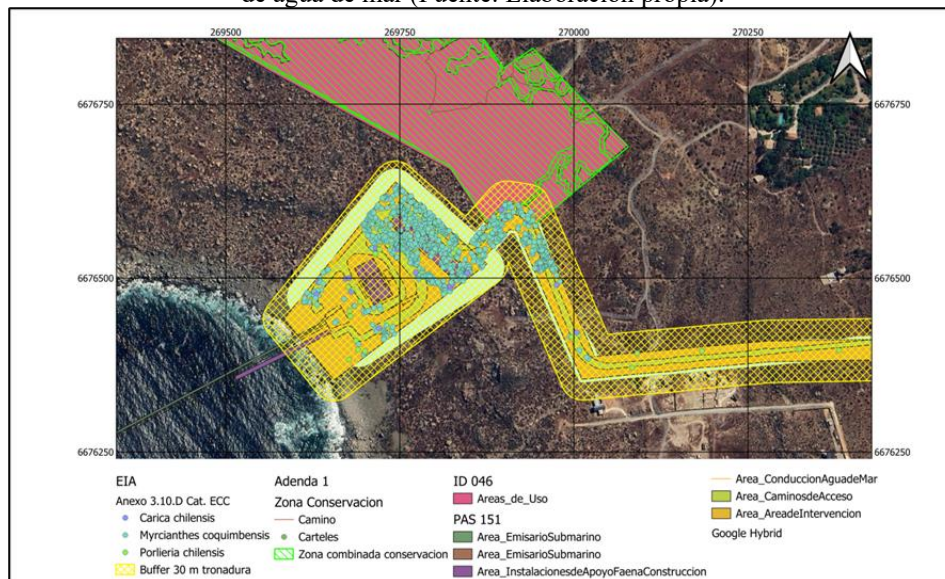 de agua de mar (Fuente: Elaboración propia).
269500 269750 270000 270250
6676750 6676750
6676500 6676500
6676250 6676250
EIA
Anexo 3.10.D Cat. ECC
Carica chilensis
Myrcianthes coquimbensis
Porlieria chilensis
Buffer 30 m tronadura
Adenda 1
Zona Conservacion
Camino
Carteles
Zona combinada conservacion
ID 046
Areas_de_Uso
PAS 151
Area_EmisarioSubmarino
Area_EmisarioSubmarino
Area_InstalacionesdeApoyoFaenaConstruccion
Area_ConduccionAguadeMar
Area_CaminosdeAcceso
Area_AreadeIntervencion
Google Hybrid